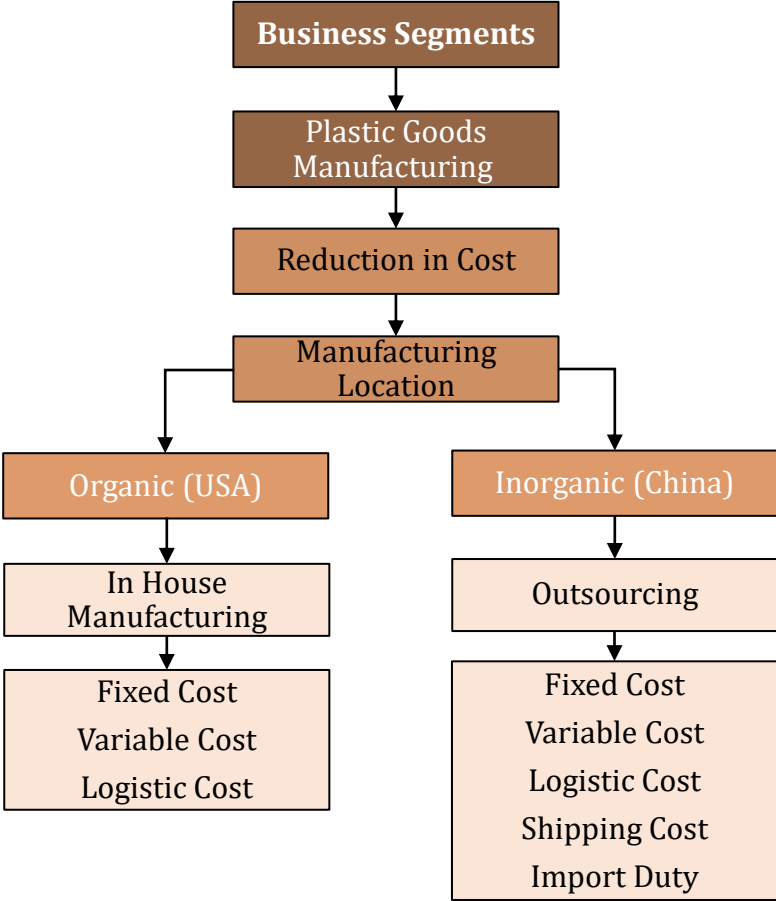 Business Segments
Plastic Goods
Manufacturing
Reduction in Cost
Manufacturing
Location
Organic (USA)
In House
Manufacturing
Fixed Cost
Variable Cost
Logistic Cost
Inorganic (China)
Outsourcing
Fixed Cost
Variable Cost
Logistic Cost
Shipping Cost
Import Duty